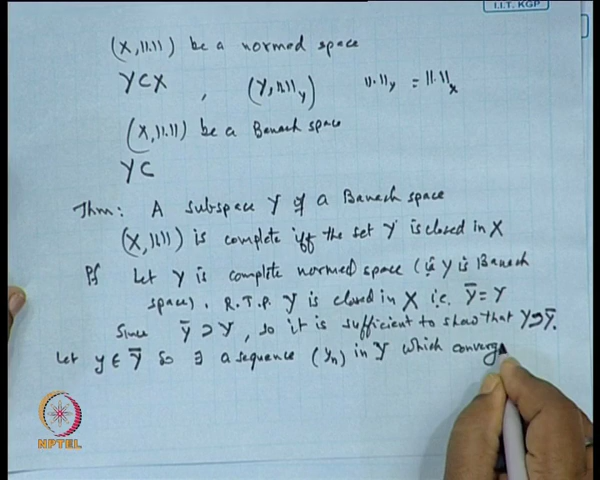 I.I.T. KGP
(X, ||.||) be a normed space
Y⊂X , (Y, ||.||_Y) ||.||_Y = ||.||_X
(X, ||.||) be a Banach space
Y⊂
Thm: A subspace Y of a Banach space
(X, ||.||) is complete iff the set Y is closed in X
Pf Let Y is complete normed space (ie Y is Banach
space). R.T.P. Y is closed in X i.e. Ȳ = Y
Since Ȳ ⊃ Y, so it is sufficient to show that Y ⊃ Ȳ.
Let y ∈ Ȳ So ∃ a sequence (yn) in Y which converg
NPTEL